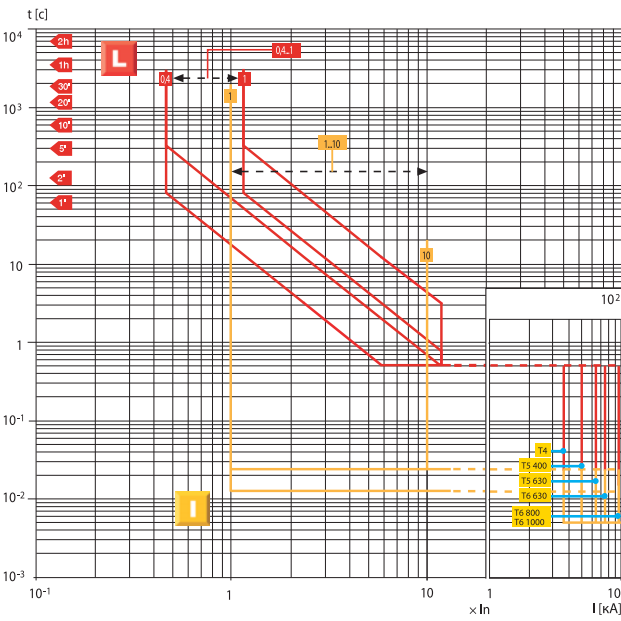 t [c]
10⁴
2h
L
0,4..1
1h
0,4
1
30'
1
20'
10³
10'
1...10
5'
2'
10²
1'
10
10
10²
1
10⁻¹
T4
T5 400
T5 630
10⁻²
I
T6 630
T6 800
T6 1000
10⁻³
10⁻¹
1
10
1
10
× In
I [кА]